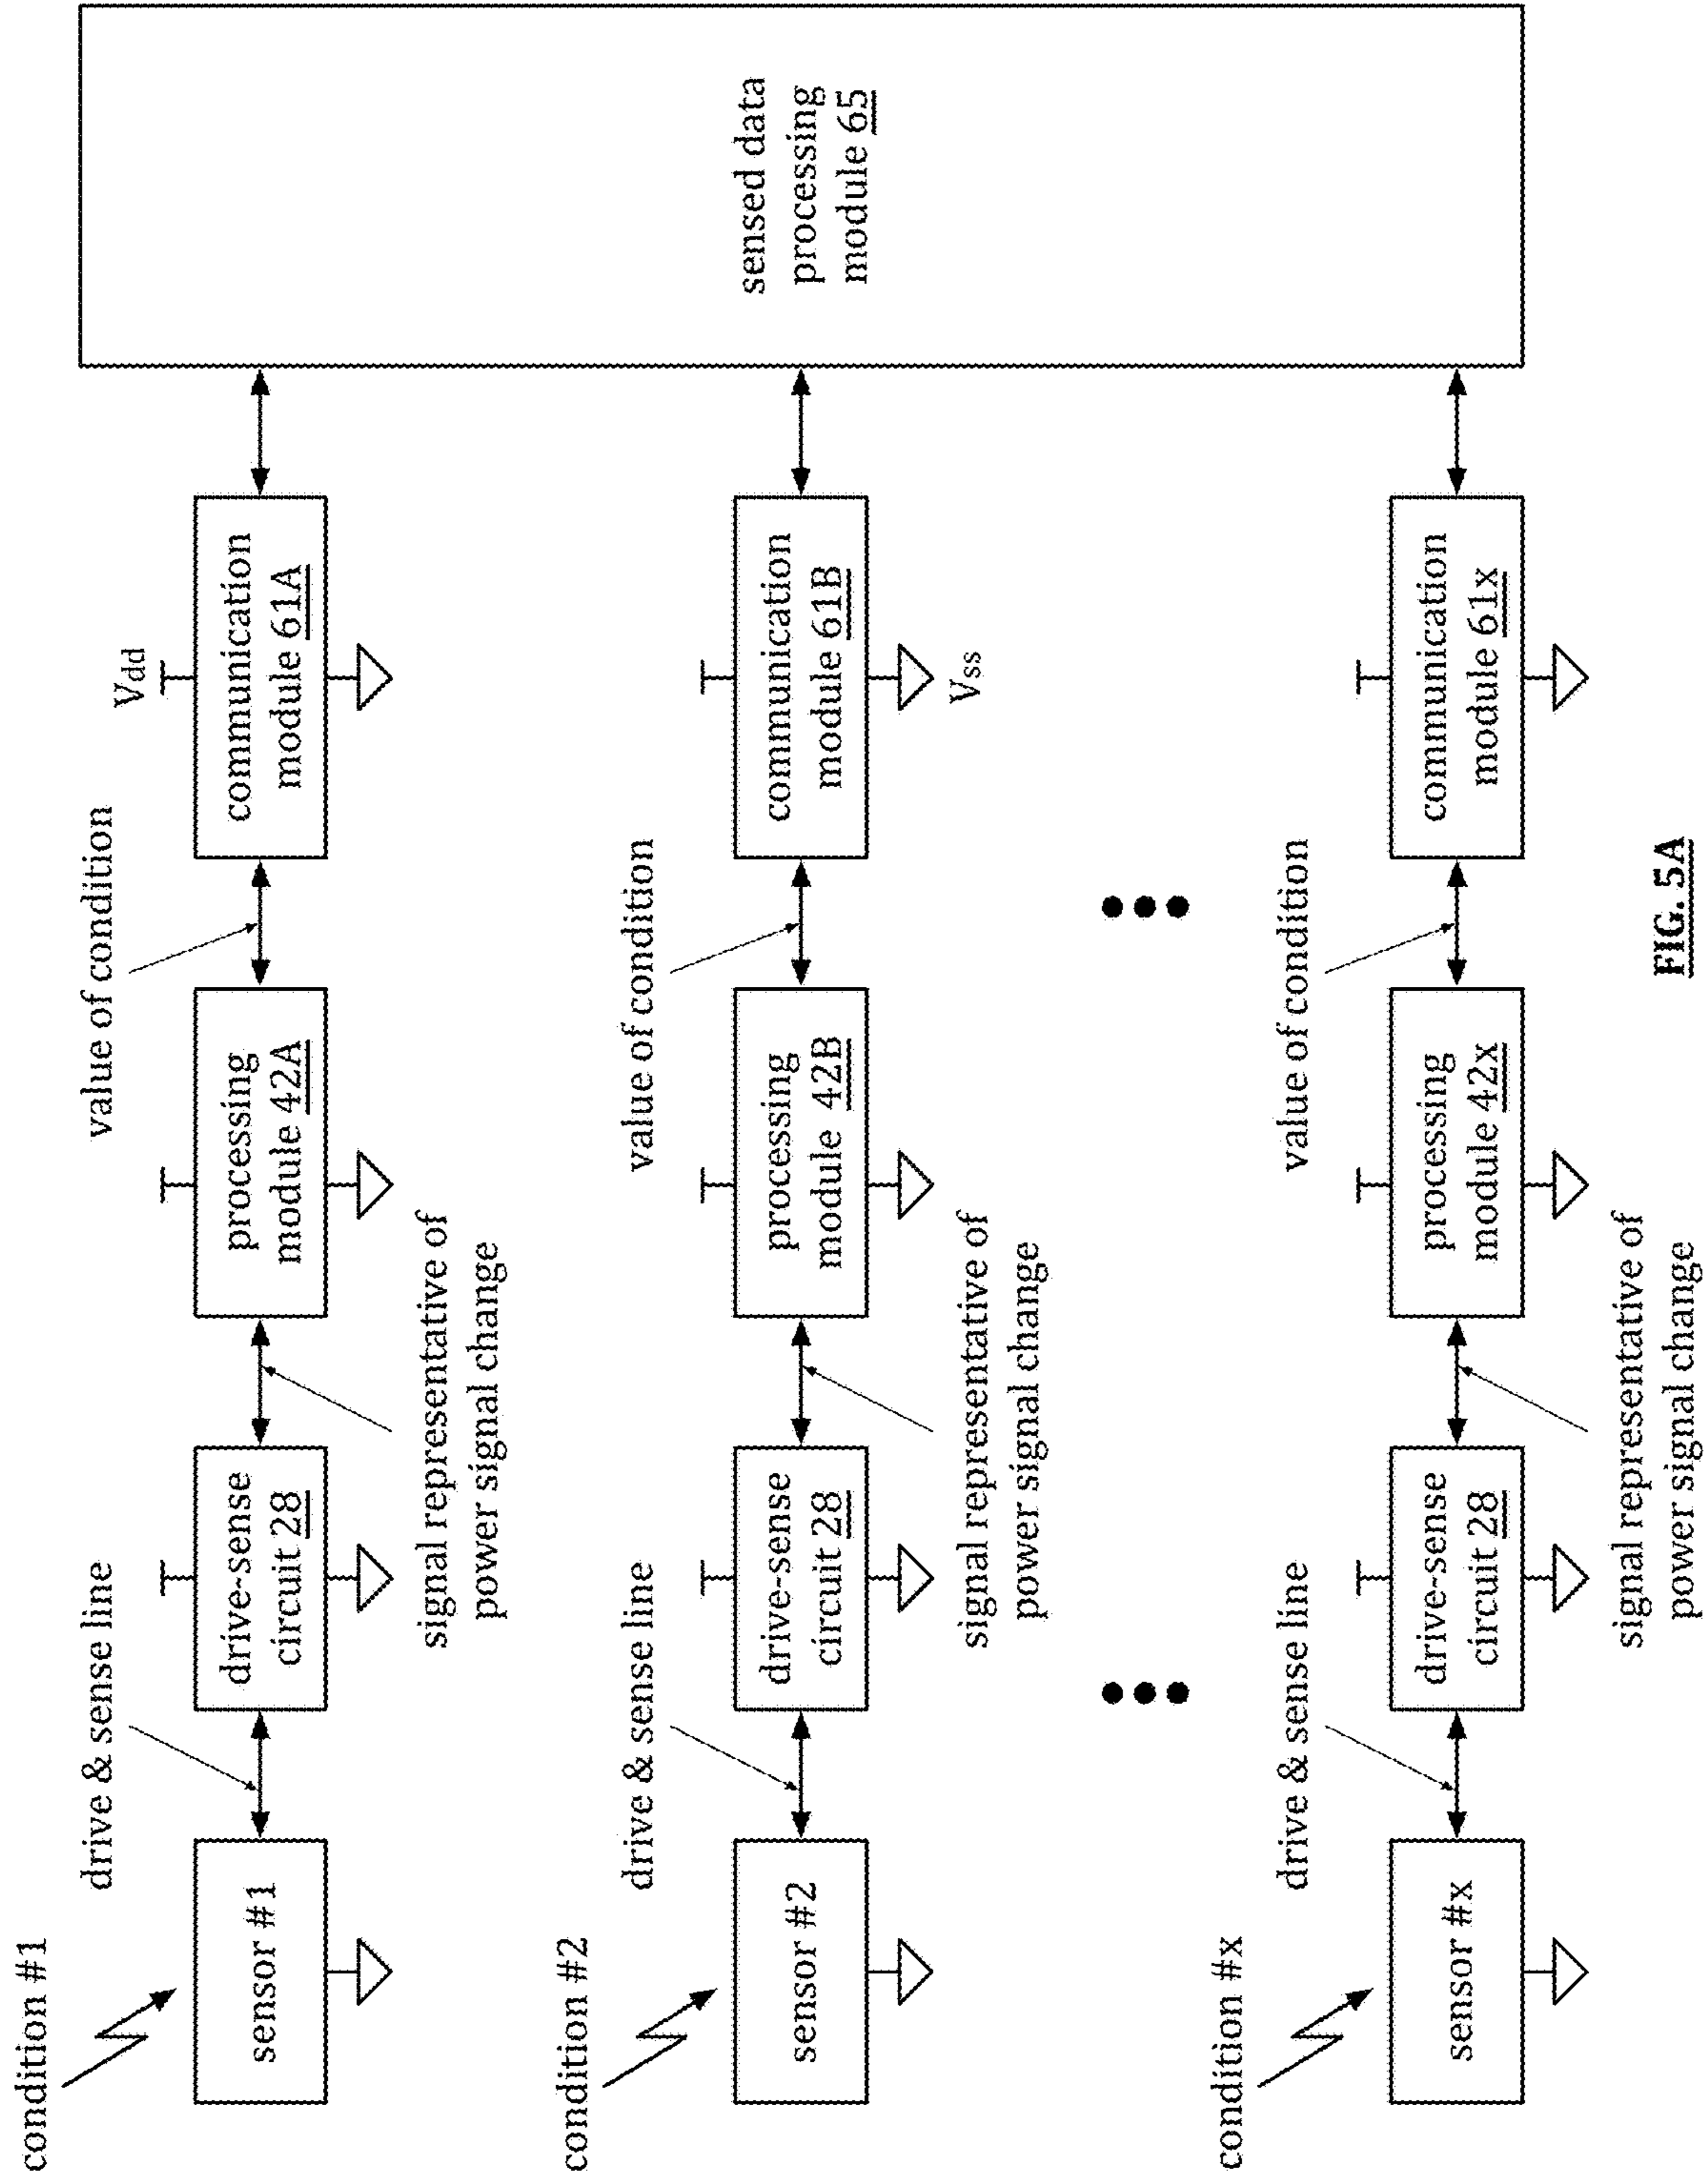 condition #1
drive & sense line
value of condition
Vdd
sensor #1
drive-sense
circuit 28
processing
module 42A
communication
module 61A
signal representative of
power signal change
sensed data
processing
module 65
condition #2
drive & sense line
value of condition
sensor #2
drive-sense
circuit 28
processing
module 42B
communication
module 61B
signal representative of
power signal change
Vss
condition #x
drive & sense line
value of condition
sensor #x
drive-sense
circuit 28
processing
module 42x
communication
module 61x
signal representative of
power signal change
FIG. 5A